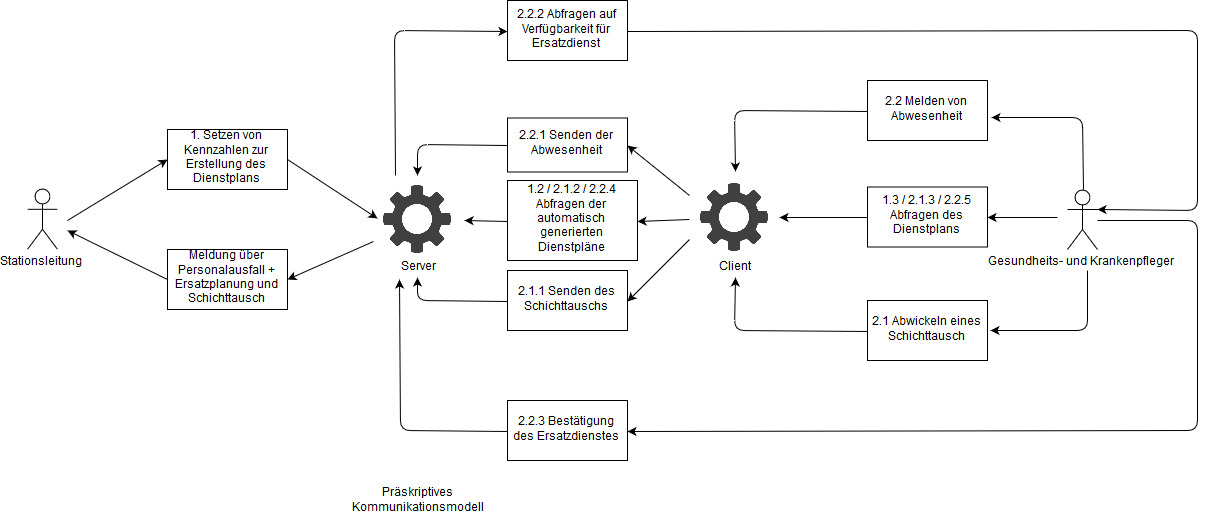 2.2.2 Abfragen auf
Verfügbarkeit für
Ersatzdienst
2.2 Melden von
Abwesenheit
1. Setzen von
Kennzahlen zur
Erstellung des
Dienstplans
2.2.1 Senden der
Abwesenheit
1.2 / 2.1.2 / 2.2.4
Abfragen der
automatisch
generierten
Dienstpläne
1.3 / 2.1.3 / 2.2.5
Abfragen des
Dienstplans
Stationsleitung
Server
Client
Gesundheits- und Krankenpfleger
Meldung über
Personalausfall +
Ersatzplanung und
Schichttausch
2.1.1 Senden des
Schichttauschs
2.1 Abwickeln eines
Schichttausch
2.2.3 Bestätigung
des Ersatzdienstes
Präskriptives
Kommunikationsmodell